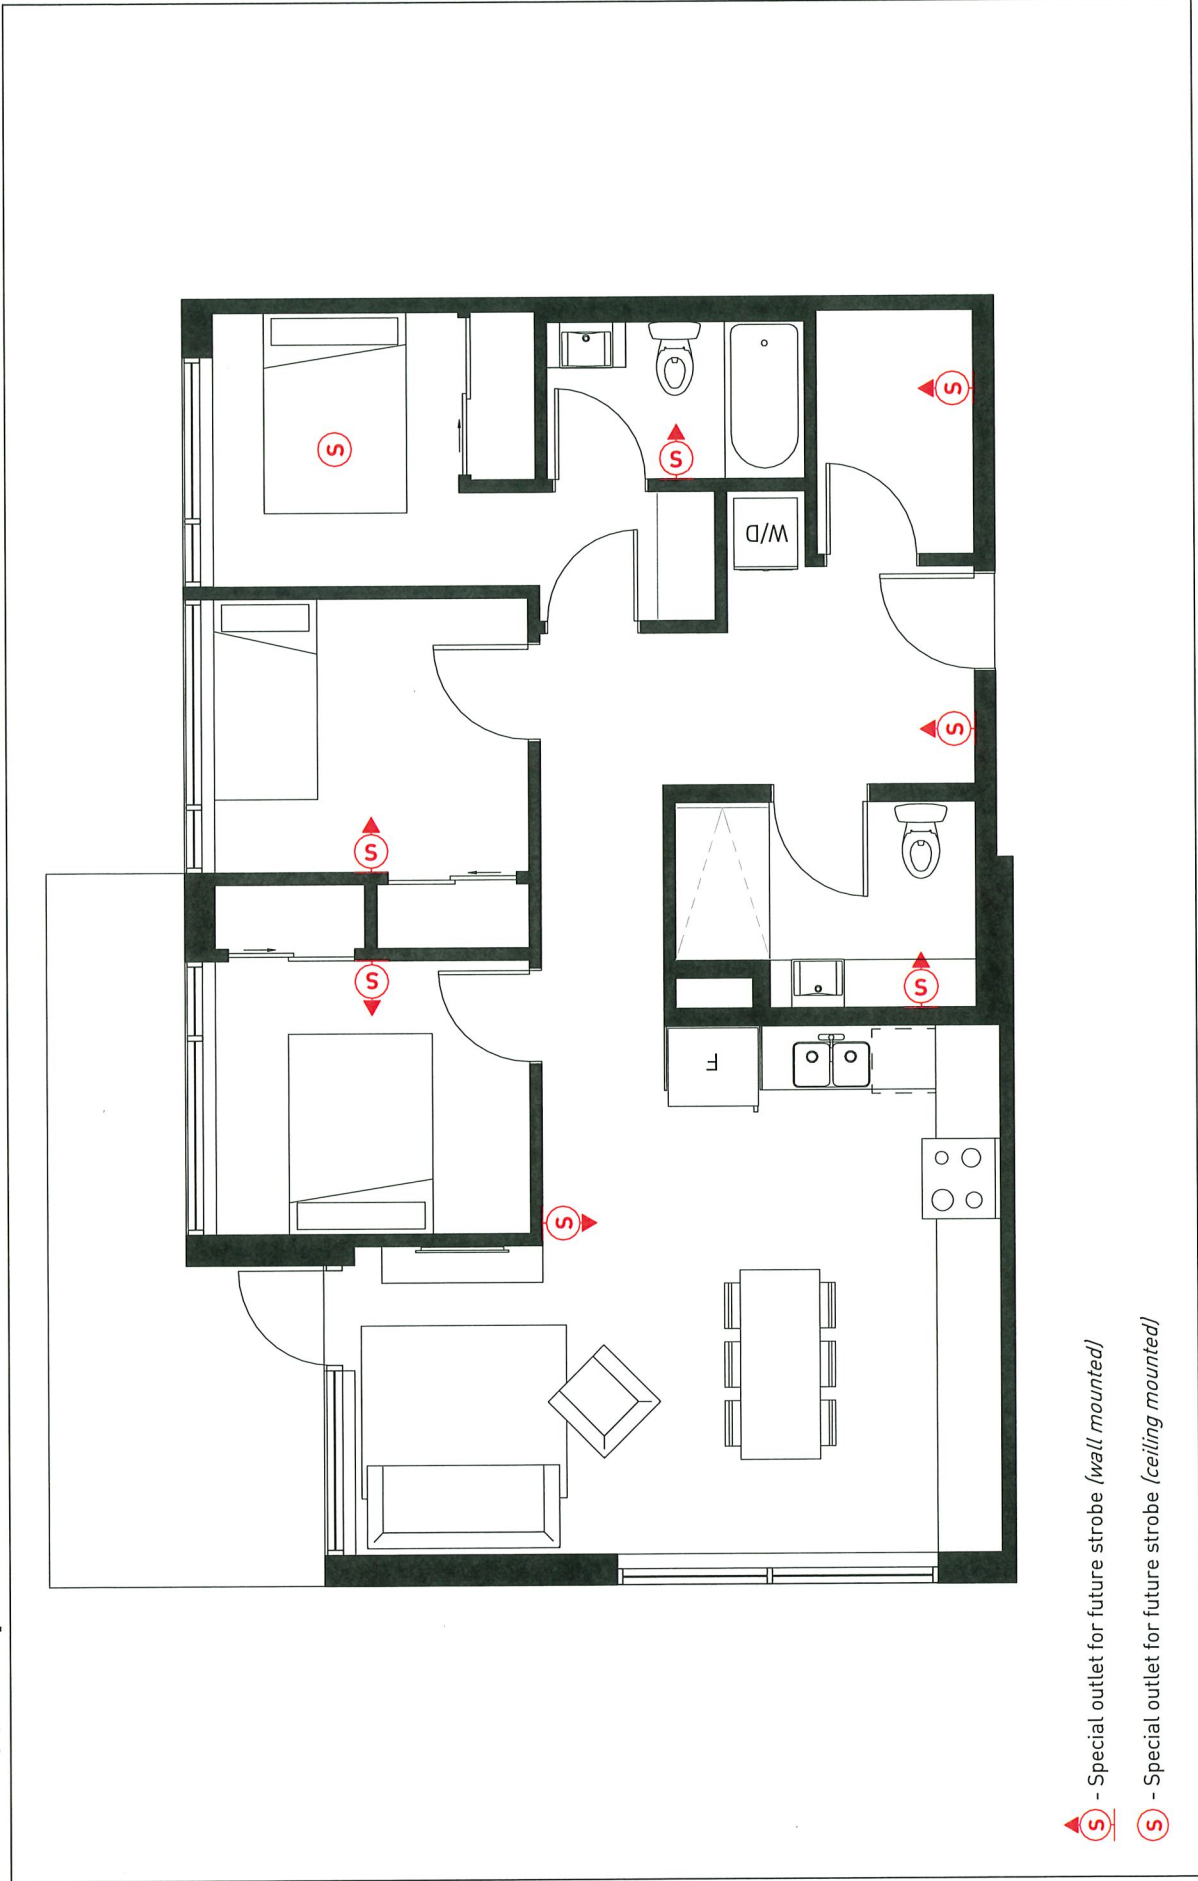 S
S
S
W/D
S
S
S
S
F
S
S - Special outlet for future strobe (wall mounted)
S - Special outlet for future strobe (ceiling mounted)